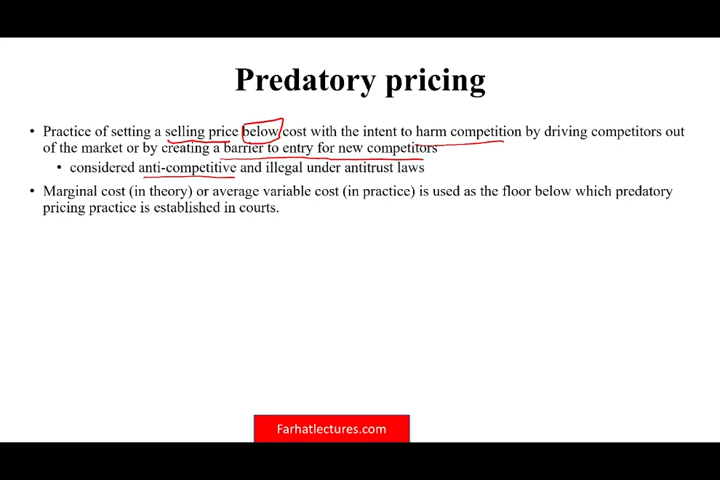 Predatory pricing
• Practice of setting a selling price below cost with the intent to harm competition by driving competitors out
of the market or by creating a barrier to entry for new competitors
• considered anti-competitive and illegal under antitrust laws
• Marginal cost (in theory) or average variable cost (in practice) is used as the floor below which predatory
pricing practice is established in courts.
Farhatlectures.com